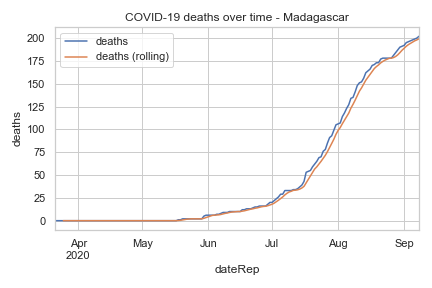 COVID-19 deaths over time - Madagascar
deaths
deaths (rolling)
200
175
150
125
100
75
50
25
0
deaths
Apr
2020
May
Jun
Jul
Aug
Sep
dateRep